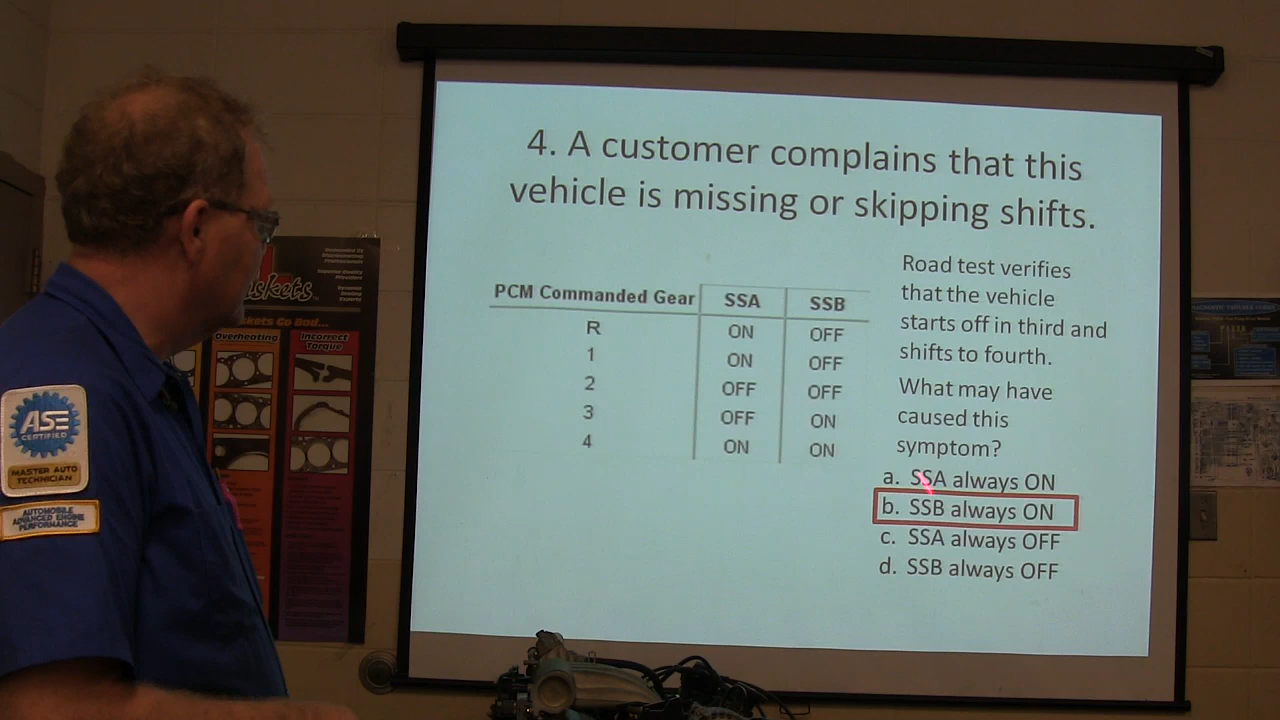 4. A customer complains that this
vehicle is missing or skipping shifts.
PCM Commanded Gear SSA SSB
R ON OFF
1 ON OFF
2 OFF OFF
3 OFF ON
4 ON ON
Road test verifies
that the vehicle
starts off in third and
shifts to fourth.
What may have
caused this
symptom?
a. SSA always ON
b. SSB always ON
c. SSA always OFF
d. SSB always OFF
Overheating
Incorrect
Torque
ASE
CERTIFIED
MASTER AUTO
TECHNICIAN
AUTOMOBILE
ADVANCED ENGINE
PERFORMANCE